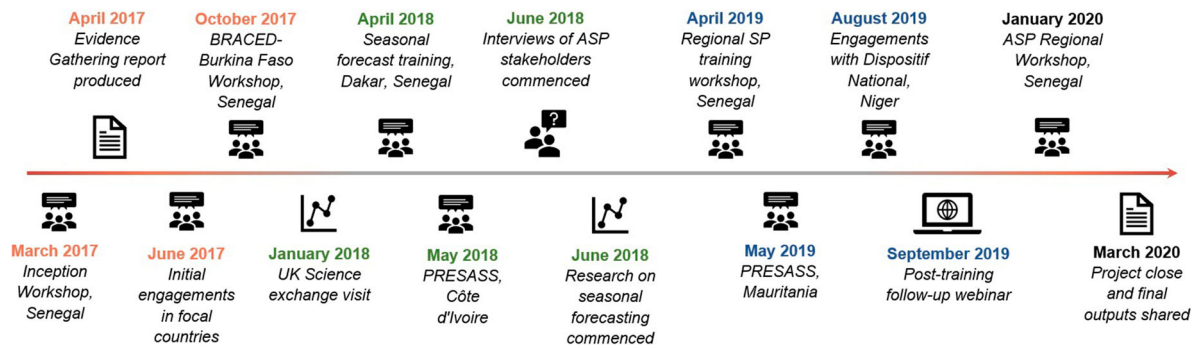 April 2017
Evidence
Gathering report
produced
October 2017
BRACED-
Burkina Faso
Workshop,
Senegal
April 2018
Seasonal
forecast training,
Dakar, Senegal
June 2018
Interviews of ASP
stakeholders
commenced
April 2019
Regional SP
training
workshop,
Senegal
August 2019
Engagements
with Dispositif
National,
Niger
January 2020
ASP Regional
Workshop,
Senegal
?
March 2017
Inception
Workshop,
Senegal
June 2017
Initial
engagements
in focal
countries
January 2018
UK Science
exchange visit
May 2018
PRESASS,
Côte
d'Ivoire
June 2018
Research on
seasonal
forecasting
commenced
May 2019
PRESASS,
Mauritania
September 2019
Post-training
follow-up webinar
March 2020
Project close
and final
outputs shared